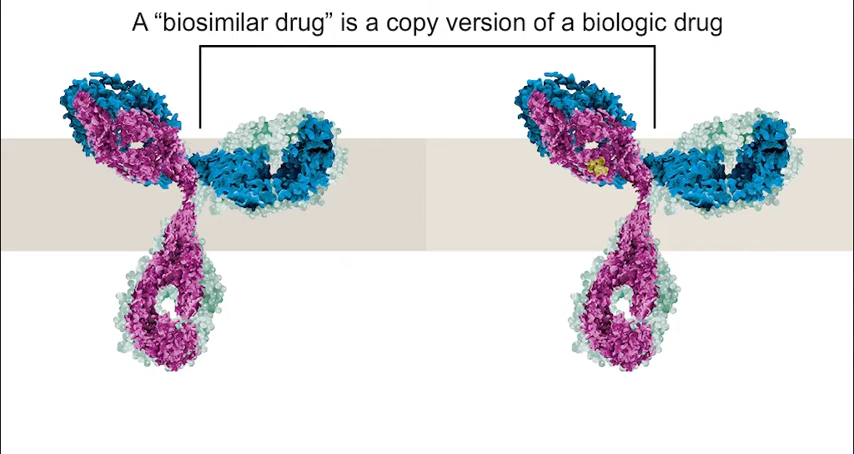 A “biosimilar drug” is a copy version of a biologic drug